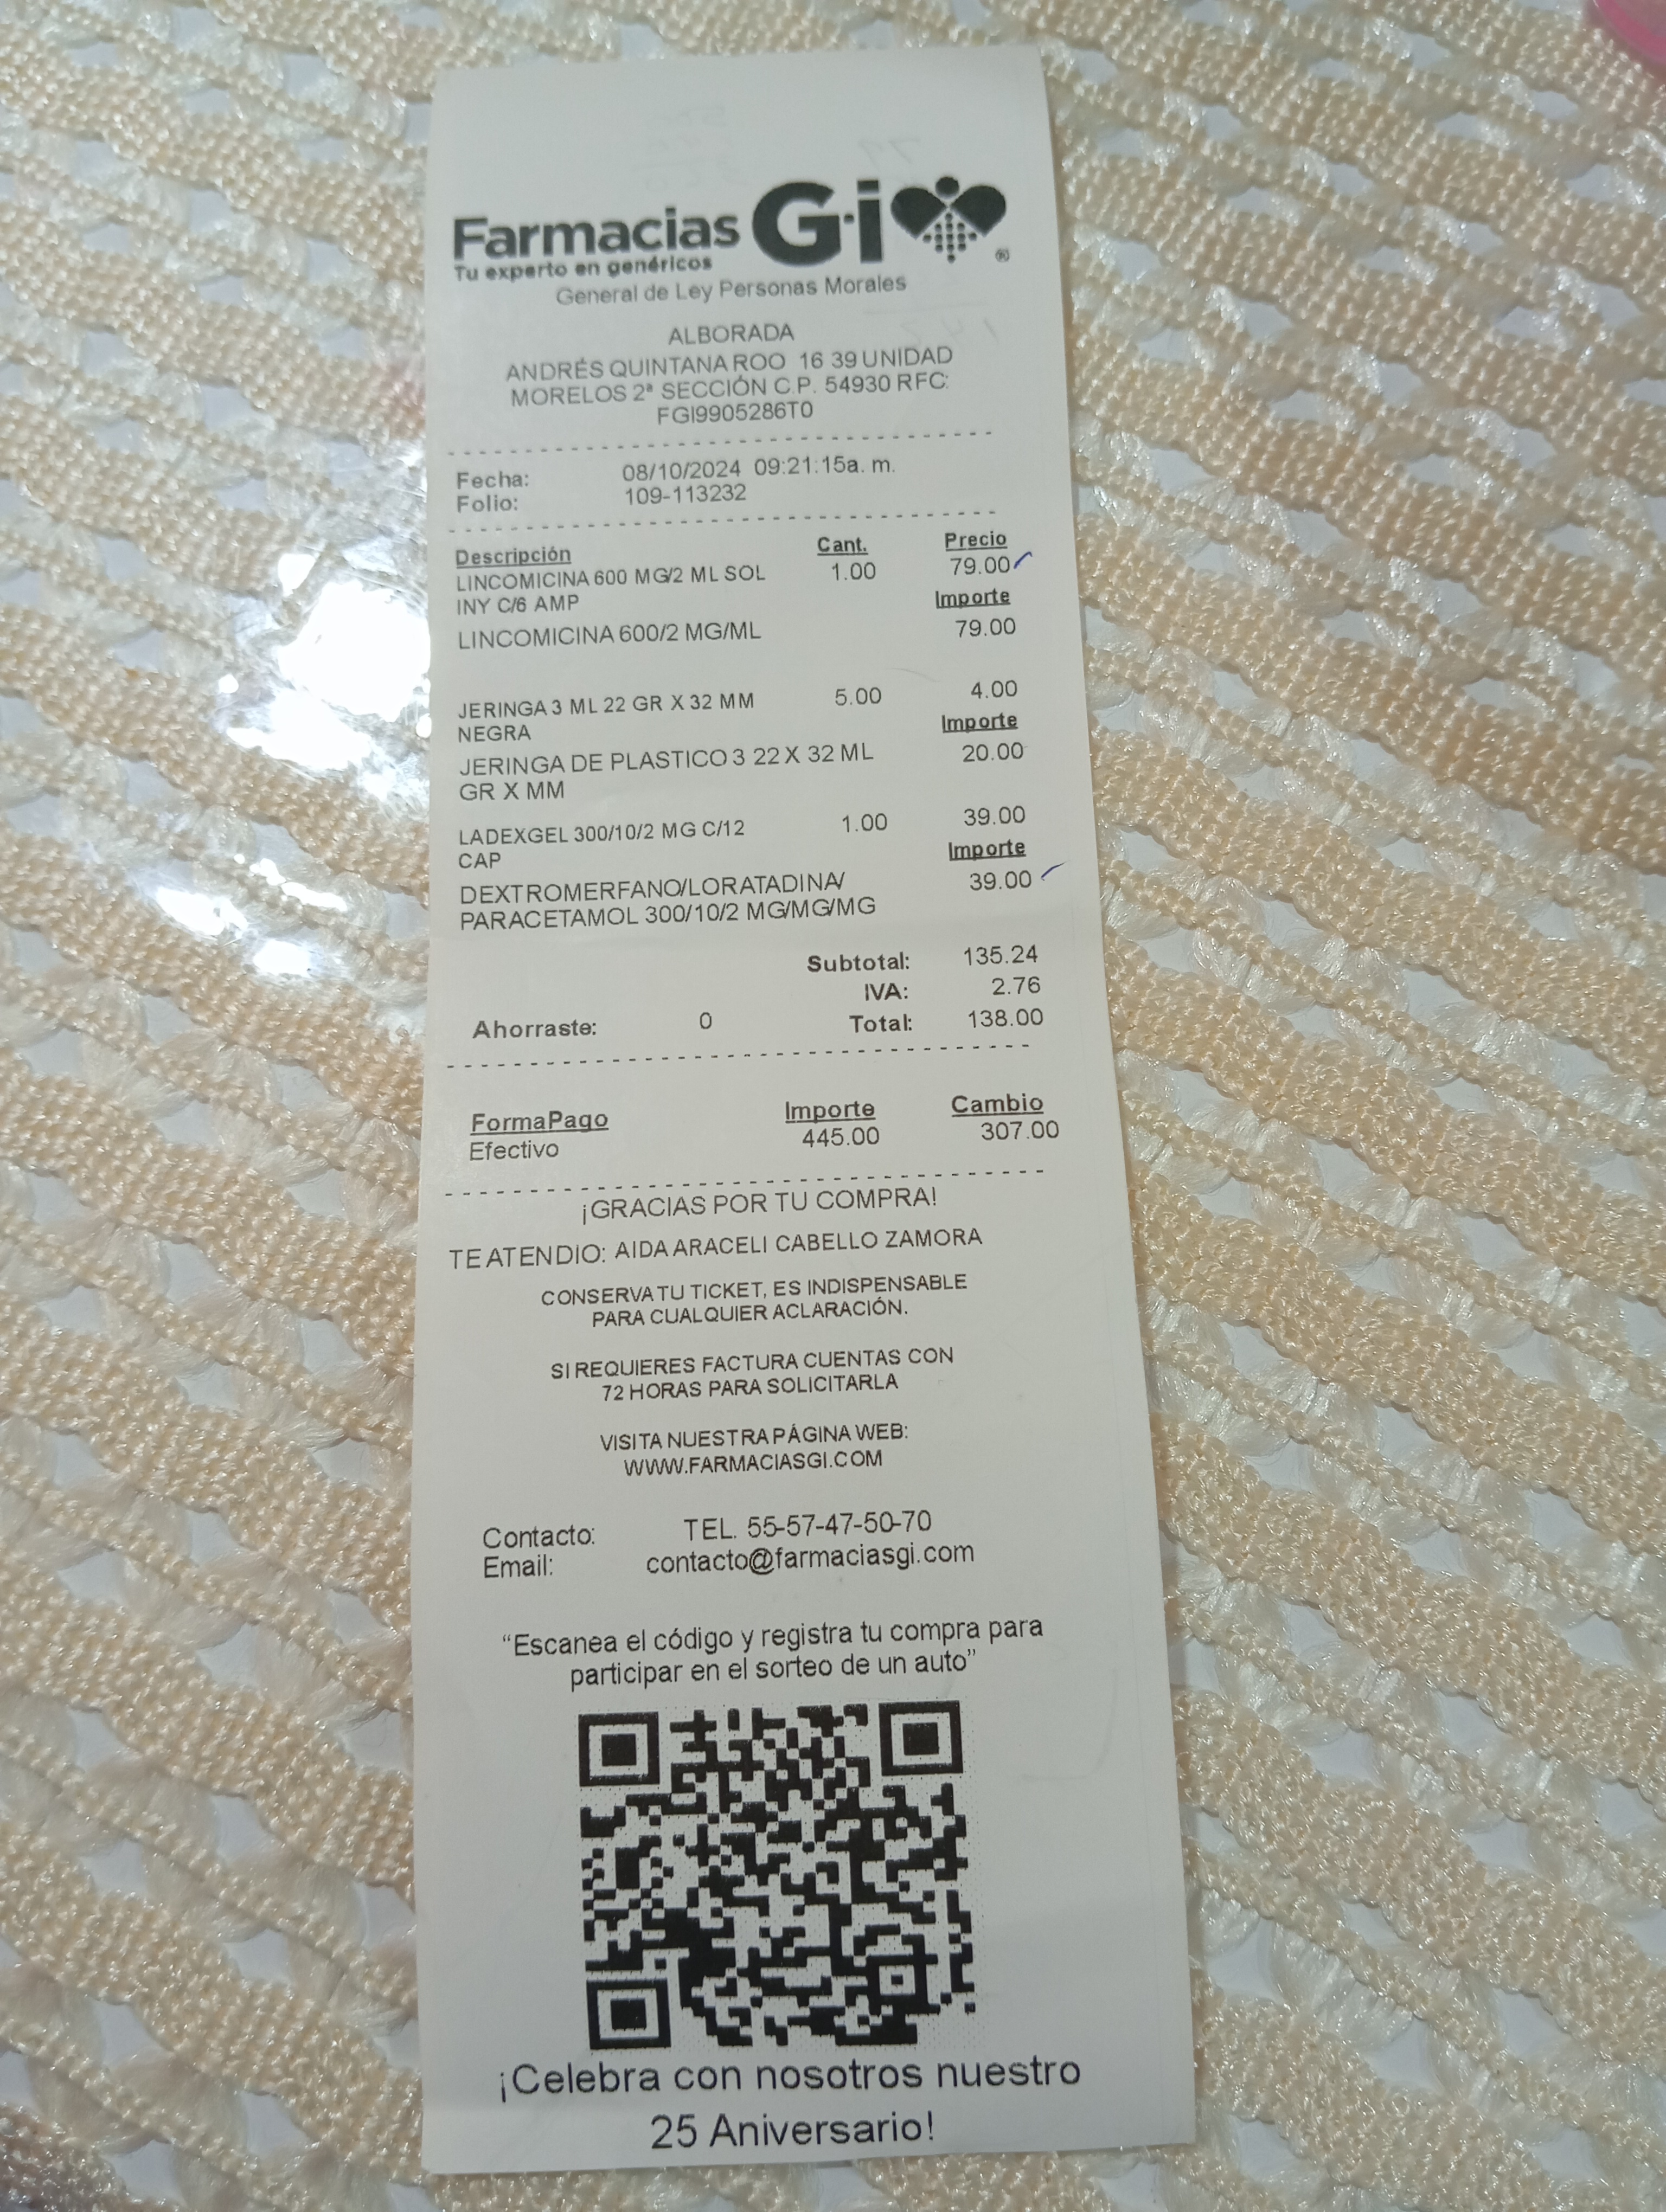 Farmacias G·i ®
Tu experto en genéricos
General de Ley Personas Morales
ALBORADA
ANDRÉS QUINTANA ROO 16 39 UNIDAD
MORELOS 2ª SECCIÓN C.P. 54930 RFC:
FGI9905286T0
Fecha: 08/10/2024 09:21:15a. m.
Folio: 109-113232
Descripción Cant. Precio
LINCOMICINA 600 MG/2 ML SOL 1.00 79.00
INY C/6 AMP Importe
LINCOMICINA 600/2 MG/ML 79.00
JERINGA 3 ML 22 GR X 32 MM 5.00 4.00
NEGRA Importe
JERINGA DE PLASTICO 3 22 X 32 ML 20.00
GR X MM
LADEXGEL 300/10/2 MG C/12 1.00 39.00
CAP Importe
DEXTROMERFANO/LORATADINA/ 39.00
PARACETAMOL 300/10/2 MG/MG/MG
Subtotal: 135.24
IVA: 2.76
Ahorraste: 0 Total: 138.00
FormaPago Importe Cambio
Efectivo 445.00 307.00
¡GRACIAS POR TU COMPRA!
TE ATENDIO: AIDA ARACELI CABELLO ZAMORA
CONSERVA TU TICKET, ES INDISPENSABLE
PARA CUALQUIER ACLARACIÓN.
SI REQUIERES FACTURA CUENTAS CON
72 HORAS PARA SOLICITARLA
VISITA NUESTRA PÁGINA WEB:
WWW.FARMACIASGI.COM
Contacto: TEL. 55-57-47-50-70
Email: contacto@farmaciasgi.com
“Escanea el código y registra tu compra para
participar en el sorteo de un auto”
¡Celebra con nosotros nuestro
25 Aniversario!